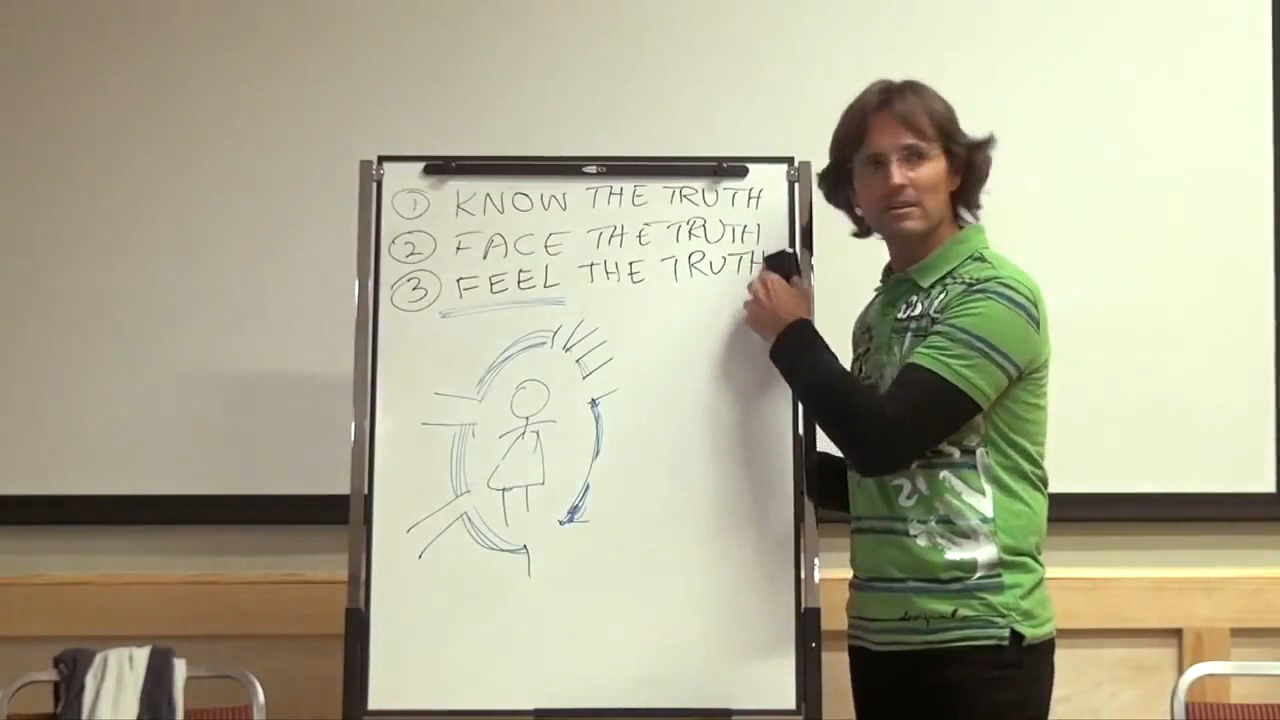 1 KNOW THE TRUTH
2 FACE THE TRUTH
3 FEEL THE TRUTH